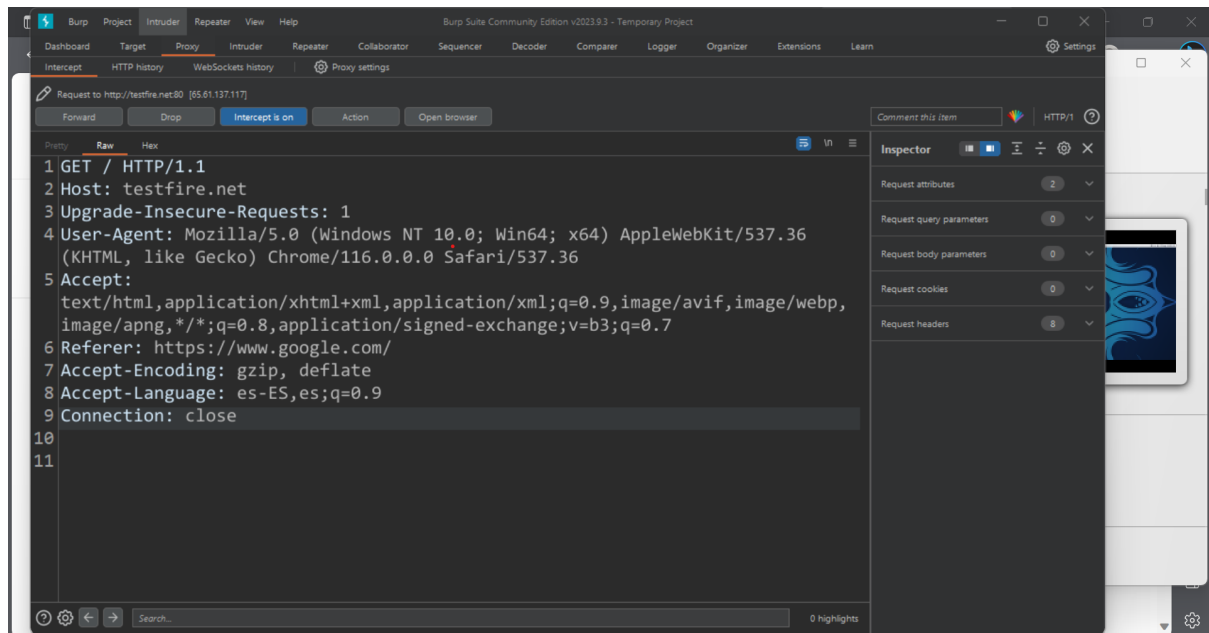 Burp Project Intruder Repeater View Help Burp Suite Community Edition v2023.9.3 - Temporary Project
Dashboard Target Proxy Intruder Repeater Collaborator Sequencer Decoder Comparer Logger Organizer Extensions Learn Settings
Intercept HTTP history WebSockets history Proxy settings
Request to http://testfire.net:80 [65.61.137.117]
Forward Drop Intercept is on Action Open browser Comment this item HTTP/1
Pretty Raw Hex \n
Inspector
1 GET / HTTP/1.1
2 Host: testfire.net
3 Upgrade-Insecure-Requests: 1
4 User-Agent: Mozilla/5.0 (Windows NT 10.0; Win64; x64) AppleWebKit/537.36
(KHTML, like Gecko) Chrome/116.0.0.0 Safari/537.36
5 Accept:
text/html,application/xhtml+xml,application/xml;q=0.9,image/avif,image/webp,
image/apng,*/*;q=0.8,application/signed-exchange;v=b3;q=0.7
6 Referer: https://www.google.com/
7 Accept-Encoding: gzip, deflate
8 Accept-Language: es-ES,es;q=0.9
9 Connection: close
10
11
Request attributes 2
Request query parameters 0
Request body parameters 0
Request cookies 0
Request headers 8
Search... 0 highlights